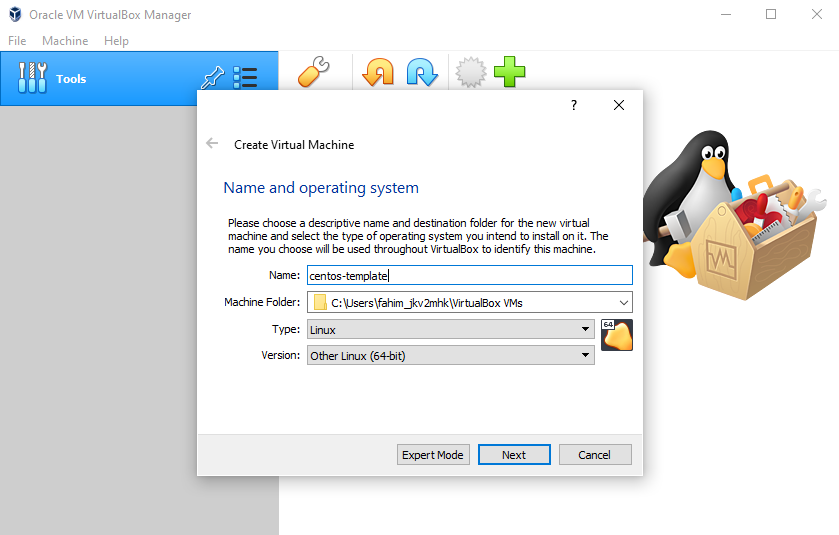 Oracle VM VirtualBox Manager
File Machine Help
Tools
?
Create Virtual Machine
Name and operating system
Please choose a descriptive name and destination folder for the new virtual
machine and select the type of operating system you intend to install on it. The
name you choose will be used throughout VirtualBox to identify this machine.
Name: centos-template
Machine Folder: C:\Users\fahim_jkv2mhk\VirtualBox VMs
Type: Linux
64
Version: Other Linux (64-bit)
Expert Mode Next Cancel